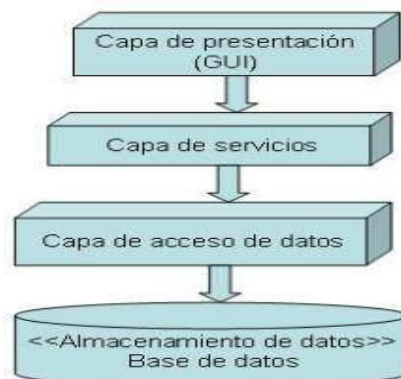 Capa de presentación
(GUI)
Capa de servicios
Capa de acceso de datos
<<Almacenamiento de datos>>
Base de datos